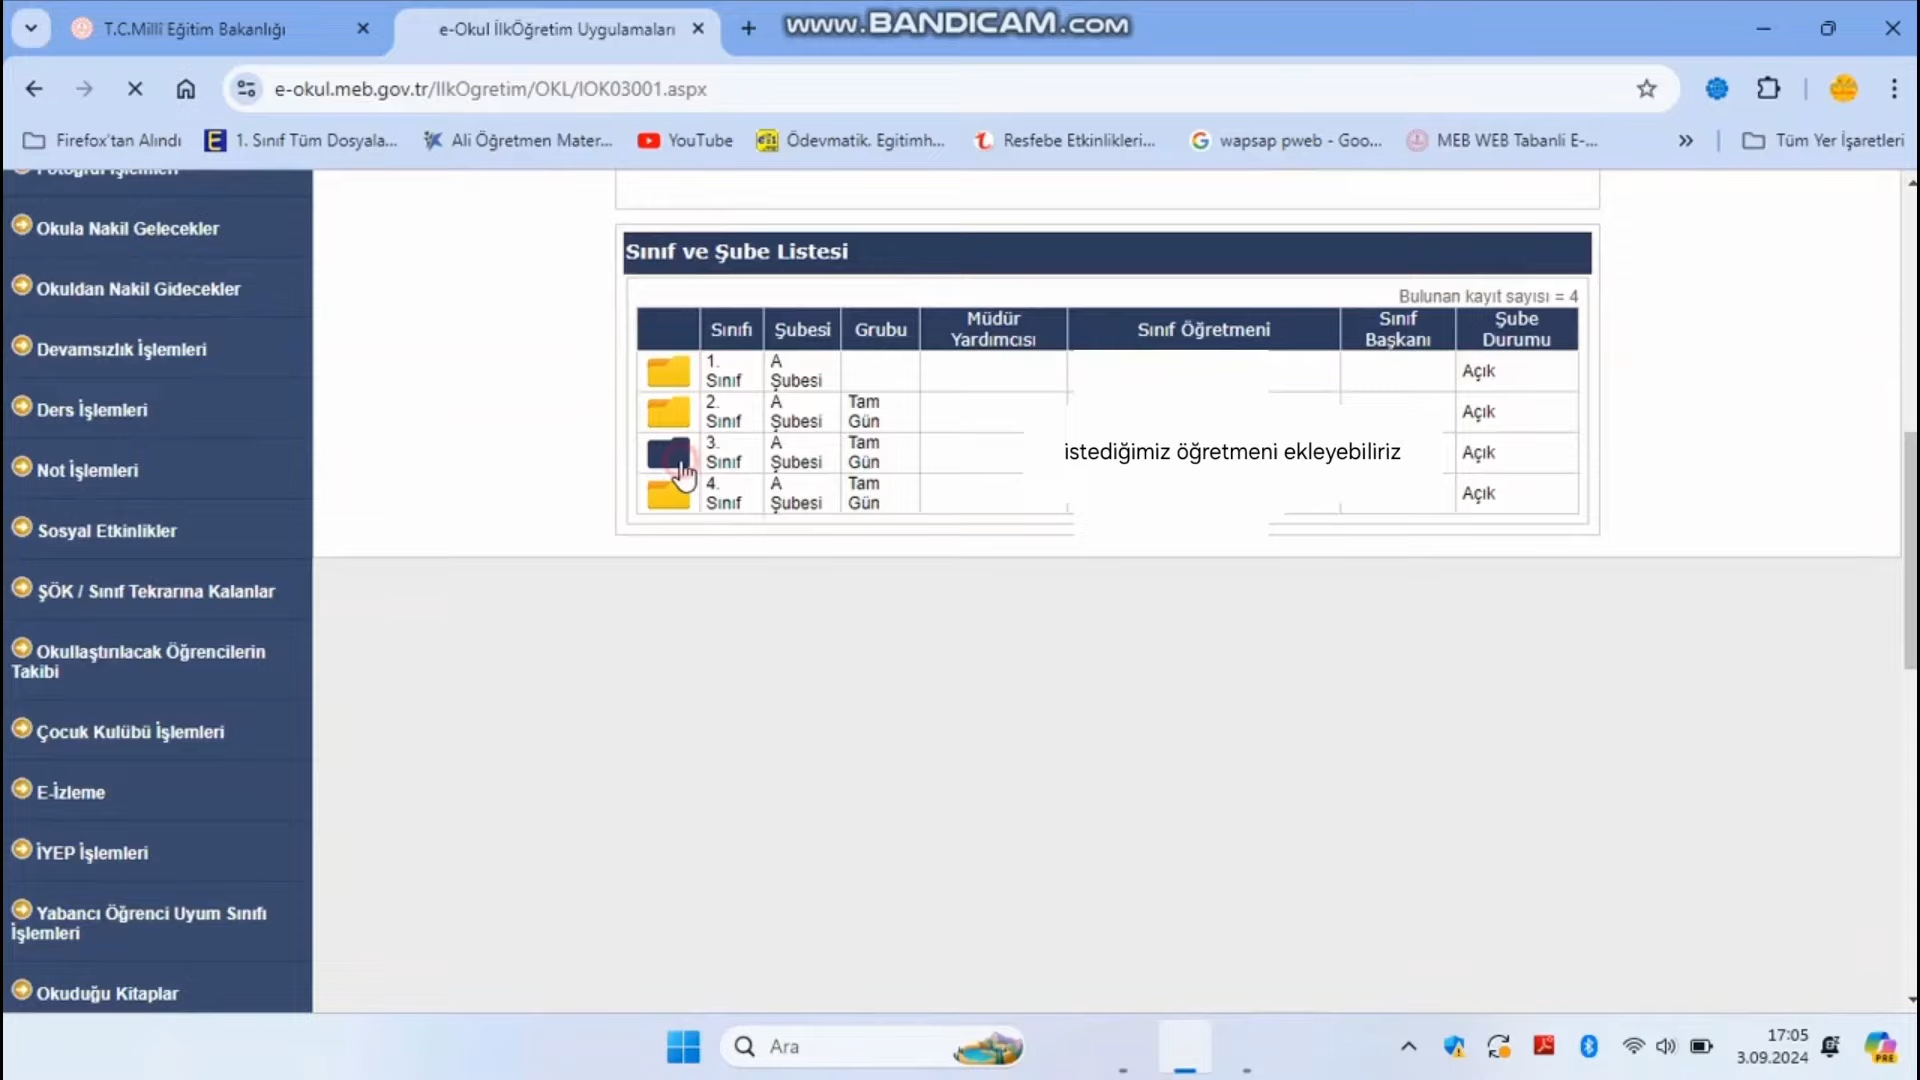 T.C.Millî Eğitim Bakanlığı
e-Okul İlkÖğretim Uygulamaları
www.BANDICAM.com
e-okul.meb.gov.tr/IlkOgretim/OKL/IOK03001.aspx
Firefox'tan Alındı
1. Sınıf Tüm Dosyala...
Ali Öğretmen Mater...
YouTube
Ödevmatik. Egitimh...
Resfebe Etkinlikleri...
wapsap pweb - Goo...
MEB WEB Tabanli E-...
Tüm Yer İşaretleri
Fotoğraf İşlemleri
Okula Nakil Gelecekler
Okuldan Nakil Gidecekler
Devamsızlık İşlemleri
Ders İşlemleri
Not İşlemleri
Sosyal Etkinlikler
ŞÖK / Sınıf Tekrarına Kalanlar
Okullaştırılacak Öğrencilerin
Takibi
Çocuk Kulübü İşlemleri
E-İzleme
İYEP İşlemleri
Yabancı Öğrenci Uyum Sınıfı
İşlemleri
Okuduğu Kitaplar
Sınıf ve Şube Listesi
Bulunan kayıt sayısı = 4
Sınıfı Şubesi Grubu Müdür Yardımcısı Sınıf Öğretmeni Sınıf Başkanı Şube Durumu
1. Sınıf A Şubesi Açık
2. Sınıf A Şubesi Tam Gün Açık
3. Sınıf A Şubesi Tam Gün Açık
istediğimiz öğretmeni ekleyebiliriz
4. Sınıf A Şubesi Tam Gün Açık
Ara
17:05
3.09.2024
PRE